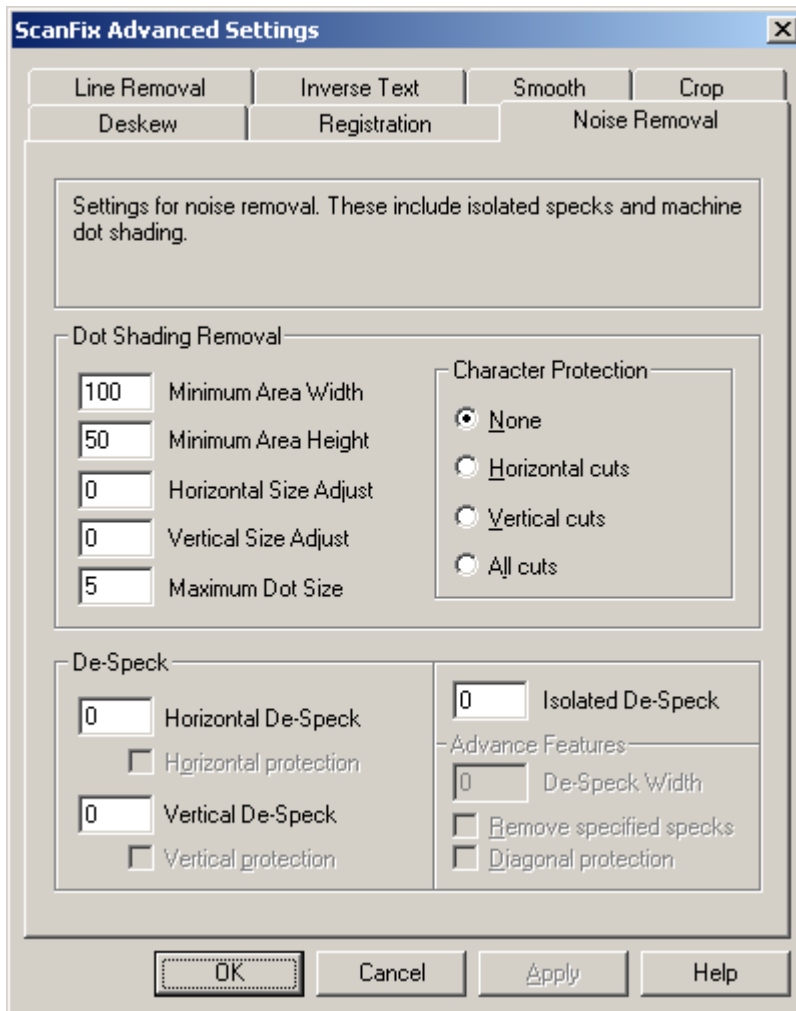 ScanFix Advanced Settings
Line Removal Inverse Text Smooth Crop
Deskew Registration Noise Removal
Settings for noise removal. These include isolated specks and machine
dot shading.
Dot Shading Removal
100 Minimum Area Width
50 Minimum Area Height
0 Horizontal Size Adjust
0 Vertical Size Adjust
5 Maximum Dot Size
Character Protection
None
Horizontal cuts
Vertical cuts
All cuts
De-Speck
0 Horizontal De-Speck
Horizontal protection
0 Vertical De-Speck
Vertical protection
0 Isolated De-Speck
Advance Features
0 De-Speck Width
Remove specified specks
Diagonal protection
OK Cancel Apply Help